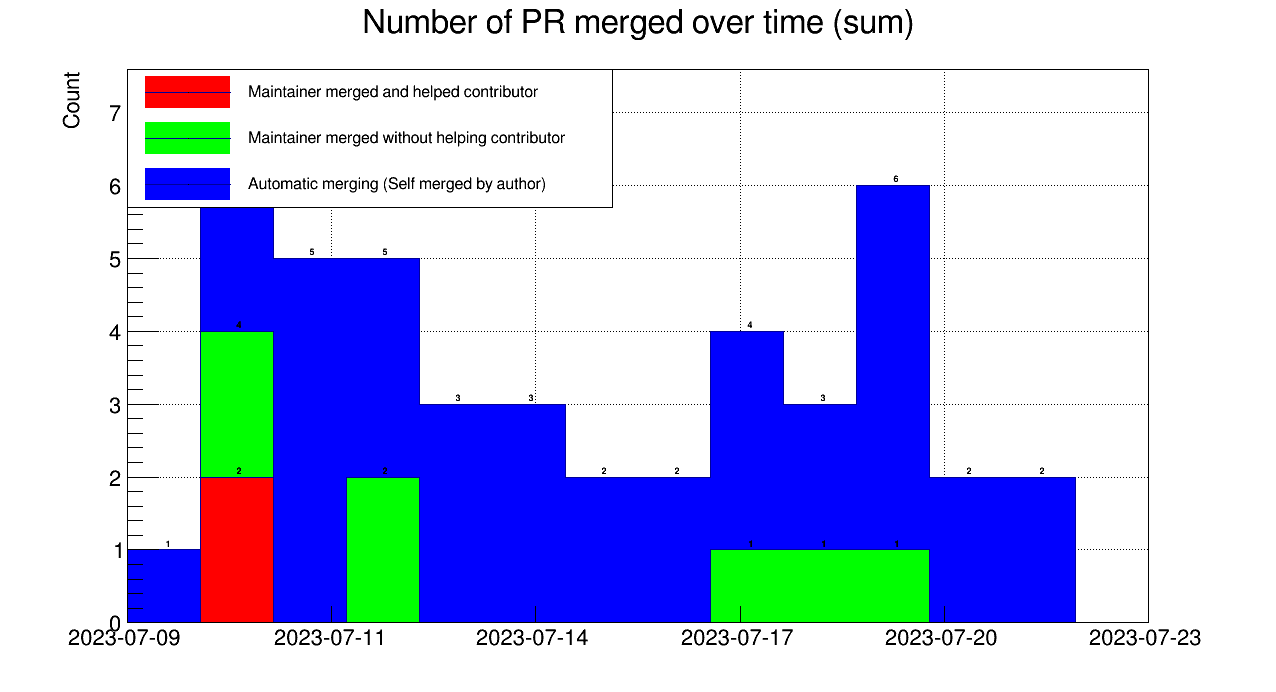 Number of PR merged over time (sum)
Count
Maintainer merged and helped contributor
Maintainer merged without helping contributor
Automatic merging (Self merged by author)
7
6
5
4
3
2
1
0
6
5 5
4 4
3 3 3
2 2 2 2 2 2
1 1 1 1
2023-07-09 2023-07-11 2023-07-14 2023-07-17 2023-07-20 2023-07-23